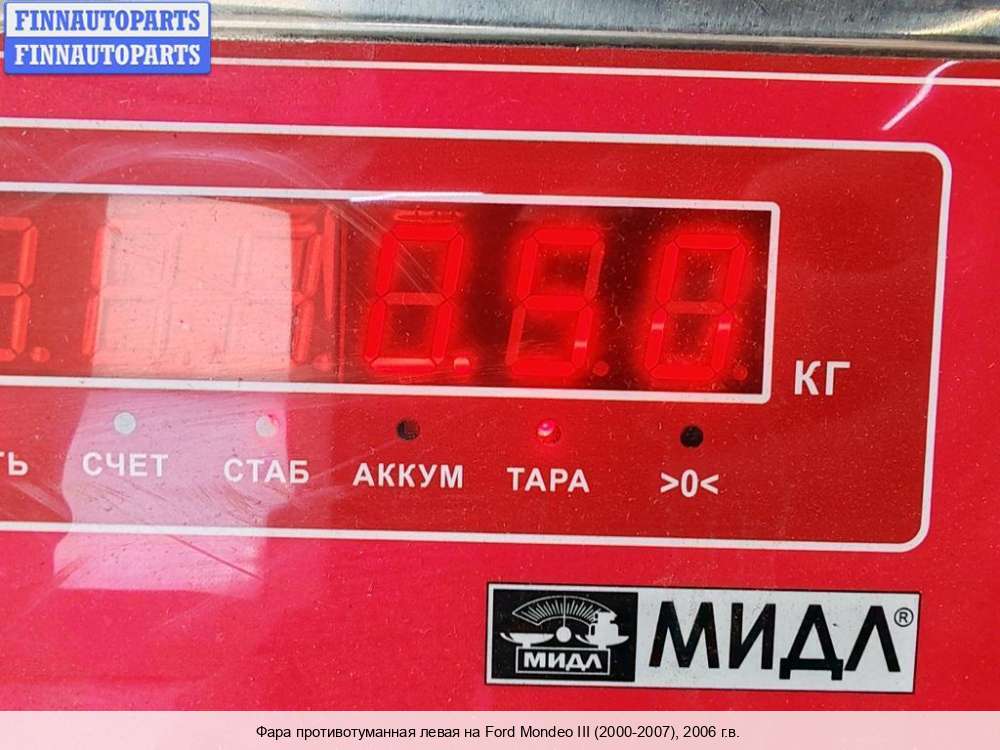 FINNAUTOPARTS
FINNAUTOPARTS
0.50
КГ
СЧЕТ СТАБ АККУМ ТАРА >0<
МИДЛ МИДЛ®
Фара противотуманная левая на Ford Mondeo III (2000-2007), 2006 г.в.